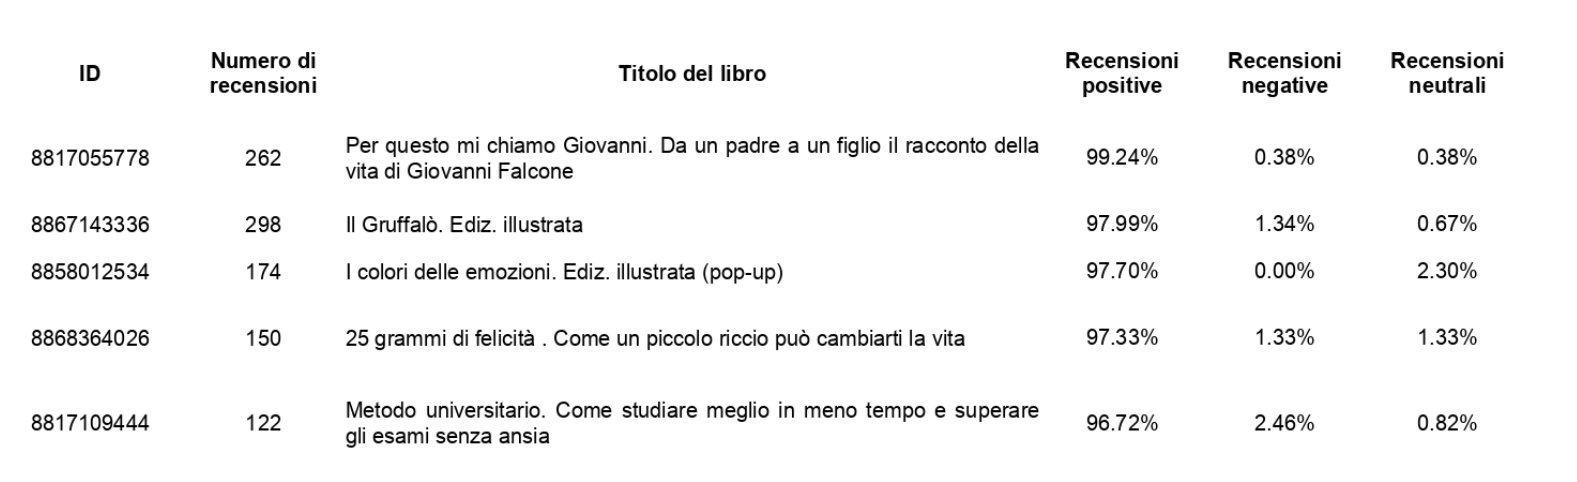 ID Numero di recensioni Titolo del libro Recensioni positive Recensioni negative Recensioni neutrali
8817055778 262 Per questo mi chiamo Giovanni. Da un padre a un figlio il racconto della
vita di Giovanni Falcone 99.24% 0.38% 0.38%
8867143336 298 Il Gruffalò. Ediz. illustrata 97.99% 1.34% 0.67%
8858012534 174 I colori delle emozioni. Ediz. illustrata (pop-up) 97.70% 0.00% 2.30%
8868364026 150 25 grammi di felicità . Come un piccolo riccio può cambiarti la vita 97.33% 1.33% 1.33%
8817109444 122 Metodo universitario. Come studiare meglio in meno tempo e superare
gli esami senza ansia 96.72% 2.46% 0.82%